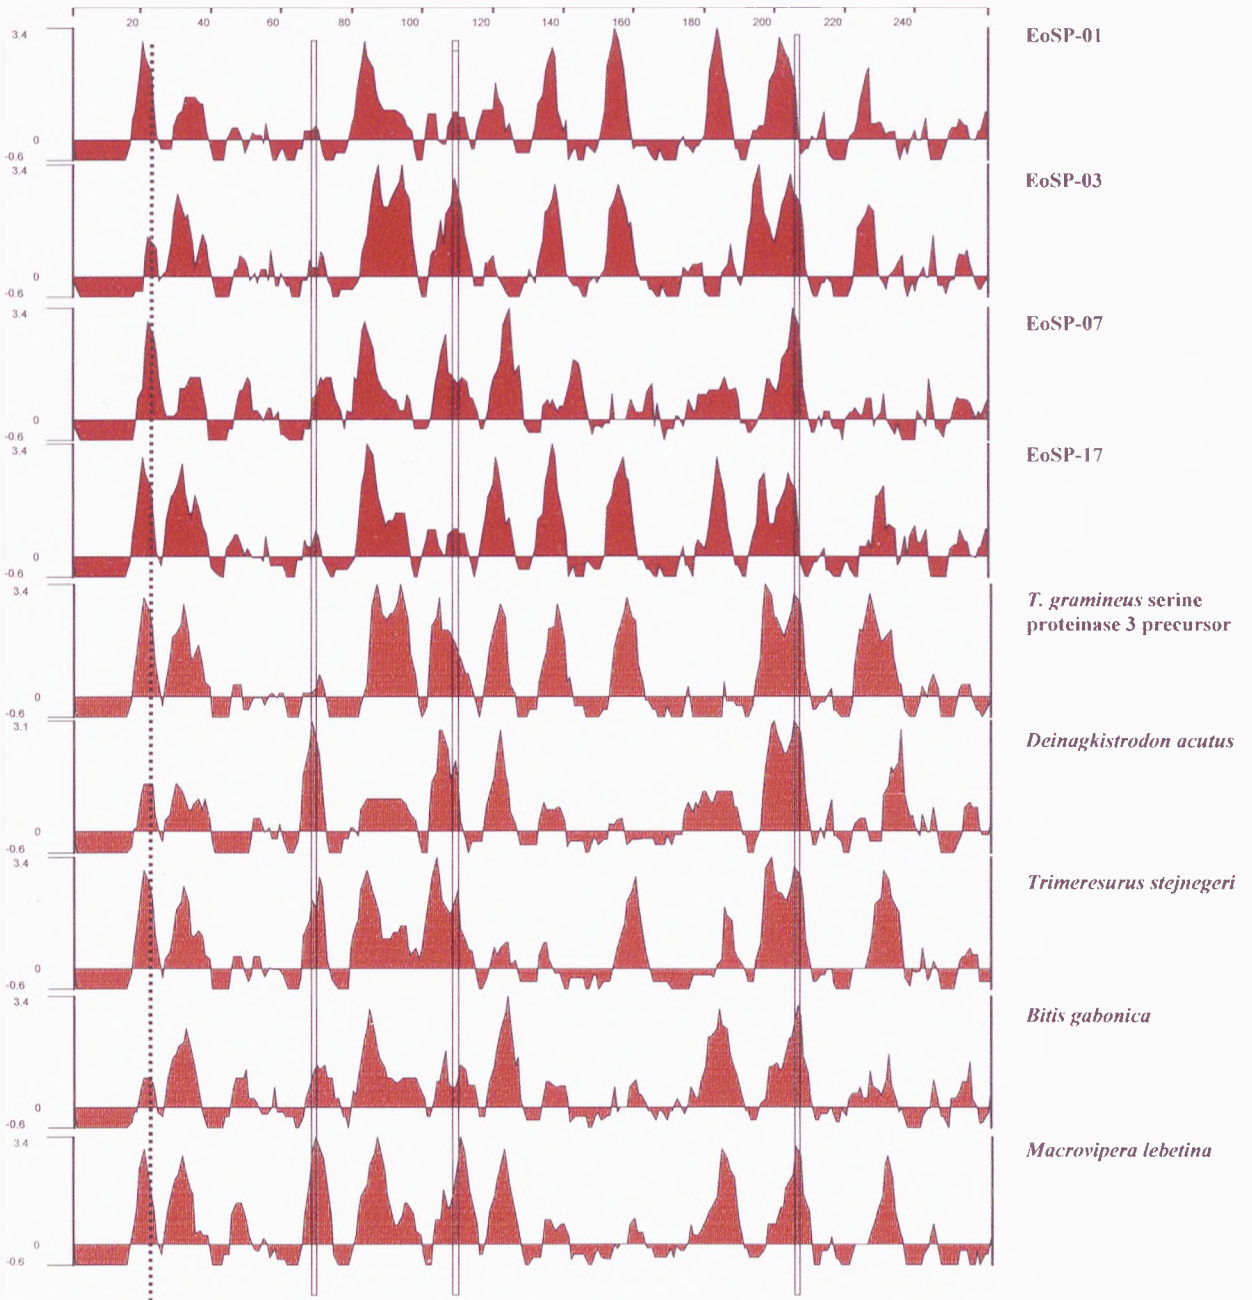 20 40 60 80 100 120 140 160 180 200 220 240
3.4
0
-0.6
EoSP-01
3.4
0
-0.6
EoSP-03
3.4
0
-0.6
EoSP-07
3.4
0
-0.6
EoSP-17
3.4
0
-0.6
T. gramineus serine
proteinase 3 precursor
3.1
0
-0.6
Deinagkistrodon acutus
3.4
0
-0.6
Trimeresurus stejnegeri
3.4
0
-0.6
Bitis gabonica
3.4
0
-0.6
Macrovipera lebetina